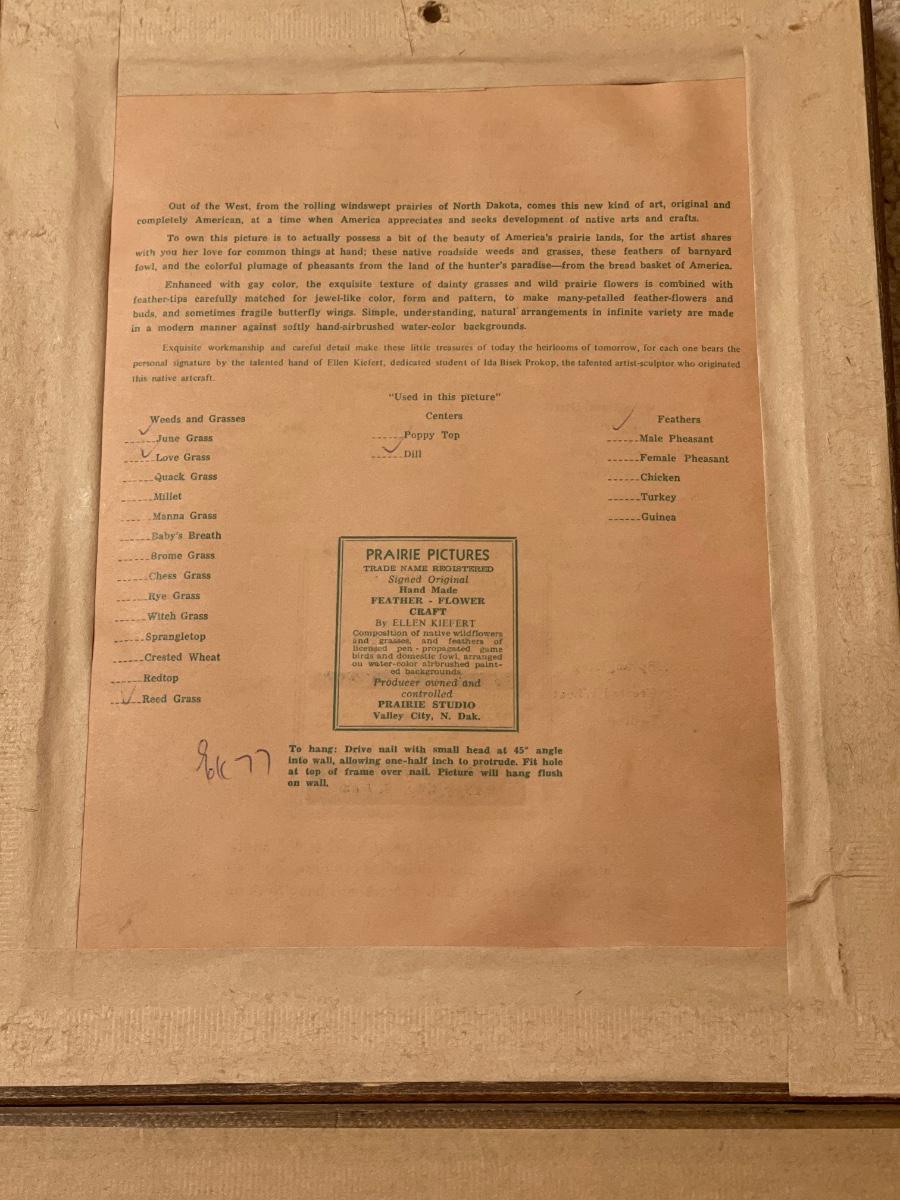 Out of the West, from the rolling windswept prairies of North Dakota, comes this new kind of art, original and
completely American, at a time when America appreciates and seeks development of native arts and crafts.
To own this picture is to actually possess a bit of the beauty of America's prairie lands, for the artist shares
with you her love for common things at hand; these native roadside weeds and grasses, these feathers of barnyard
fowl, and the colorful plumage of pheasants from the land of the hunter's paradise—from the bread basket of America.
Enhanced with gay color, the exquisite texture of dainty grasses and wild prairie flowers is combined with
feather-tips carefully matched for jewel-like color, form and pattern, to make many-petalled feather-flowers and
buds, and sometimes fragile butterfly wings. Simple, understanding, natural arrangements in infinite variety are made
in a modern manner against softly hand-airbrushed water-color backgrounds.
Exquisite workmanship and careful detail make these little treasures of today the heirlooms of tomorrow, for each one bears the
personal signature by the talented hand of Ellen Kiefert, dedicated student of Ida Bisek Prokop, the talented artist-sculptor who originated
this native artcraft.
"Used in this picture"
Weeds and Grasses
✓ June Grass
✓ Love Grass
Quack Grass
Millet
Manna Grass
Baby's Breath
Brome Grass
Chess Grass
Rye Grass
Witch Grass
Sprangletop
Crested Wheat
Redtop
✓ Reed Grass
Centers
Poppy Top
✓ Dill
✓ Feathers
Male Pheasant
Female Pheasant
Chicken
Turkey
Guinea
PRAIRIE PICTURES
TRADE NAME REGISTERED
Signed Original
Hand Made
FEATHER - FLOWER
CRAFT
By ELLEN KIEFERT
Composition of native wildflowers
and grasses, and feathers of
licensed pen - propagated game
birds and domestic fowl, arranged
on water-color airbrushed paint-
ed backgrounds.
Producer owned and
controlled
PRAIRIE STUDIO
Valley City, N. Dak.
EK 77
To hang: Drive nail with small head at 45° angle
into wall, allowing one-half inch to protrude. Fit hole
at top of frame over nail. Picture will hang flush
on wall.